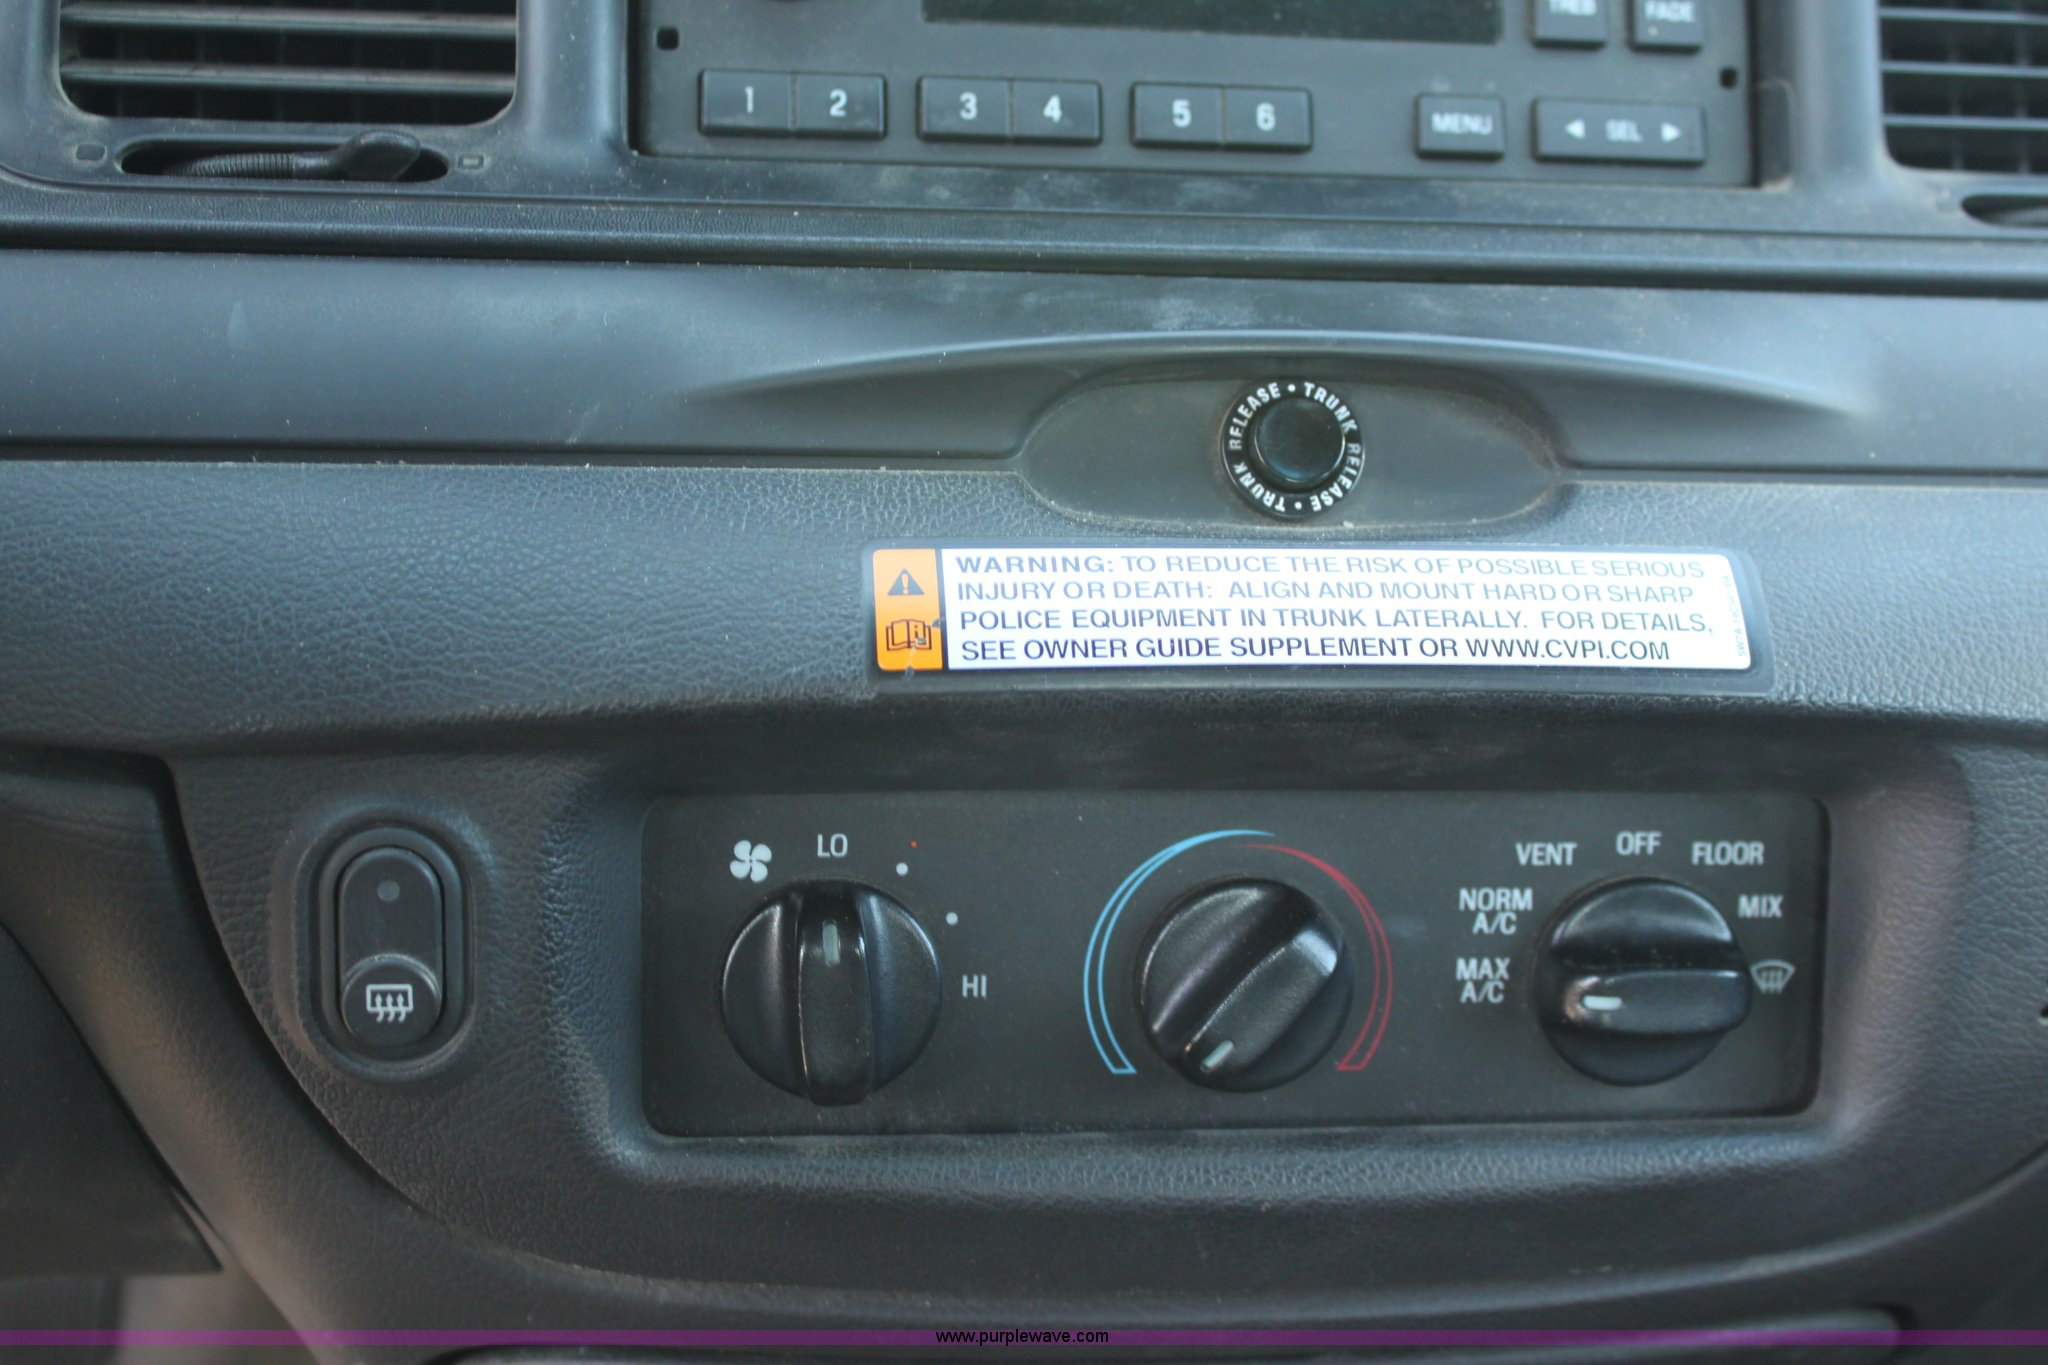 TREB FADE
1 2 3 4 5 6 MENU ◀ SEL ▶
TRUNK RELEASE • TRUNK RELEASE •
WARNING: TO REDUCE THE RISK OF POSSIBLE SERIOUS
INJURY OR DEATH: ALIGN AND MOUNT HARD OR SHARP
POLICE EQUIPMENT IN TRUNK LATERALLY. FOR DETAILS,
SEE OWNER GUIDE SUPPLEMENT OR WWW.CVPI.COM
LO
HI
VENT OFF FLOOR
NORM A/C
MIX
MAX A/C
www.purplewave.com